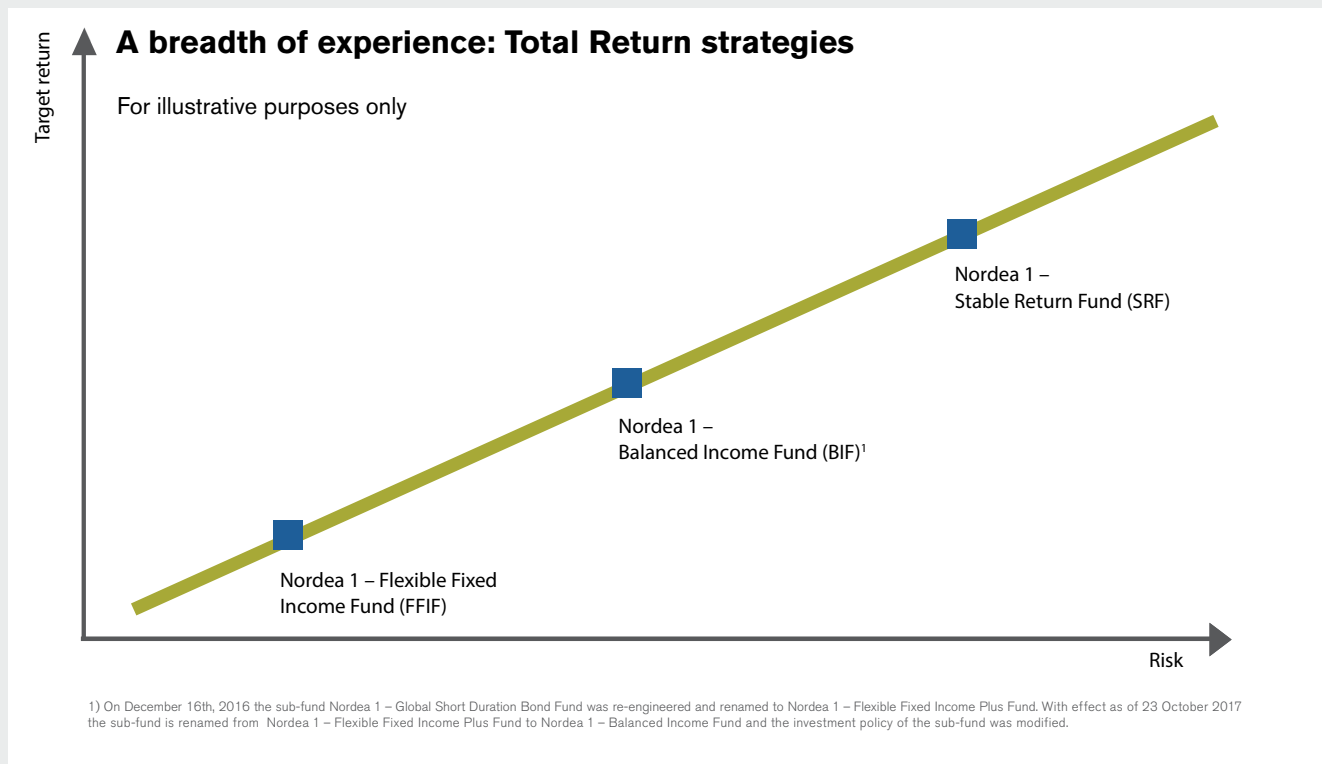 Target return
A breadth of experience: Total Return strategies
For illustrative purposes only
Nordea 1 –
Stable Return Fund (SRF)
Nordea 1 –
Balanced Income Fund (BIF)¹
Nordea 1 – Flexible Fixed
Income Fund (FFIF)
Risk
1) On December 16th, 2016 the sub-fund Nordea 1 – Global Short Duration Bond Fund was re-engineered and renamed to Nordea 1 – Flexible Fixed Income Plus Fund. With effect as of 23 October 2017
the sub-fund is renamed from Nordea 1 – Flexible Fixed Income Plus Fund to Nordea 1 – Balanced Income Fund and the investment policy of the sub-fund was modified.